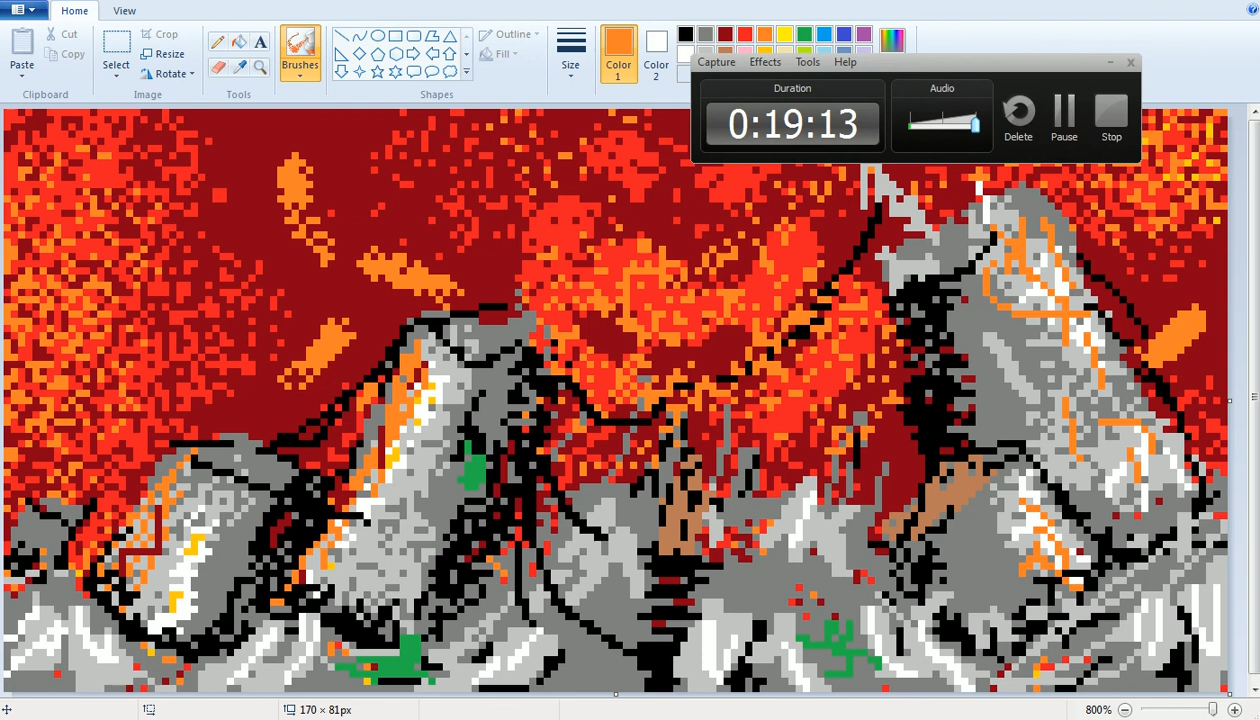 Home
View
Paste
Cut
Copy
Clipboard
Select
Crop
Resize
Rotate
Image
A
Tools
Brushes
Outline
Fill
Shapes
Size
Color
1
Color
2
Capture
Effects
Tools
Help
Duration
0:19:13
Audio
Delete
Pause
Stop
170 × 81px
800%